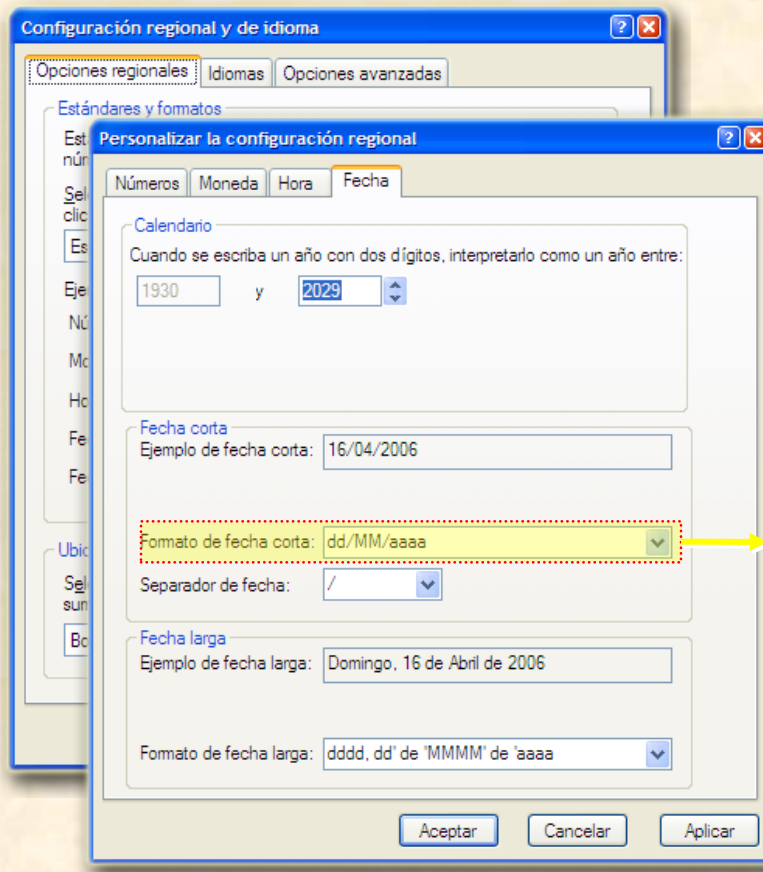 Configuración regional y de idioma
Opciones regionales Idiomas Opciones avanzadas
Estándares y formatos
Personalizar la configuración regional
Números Moneda Hora Fecha
Calendario
Cuando se escriba un año con dos dígitos, interpretarlo como un año entre:
1930 y 2029
Fecha corta
Ejemplo de fecha corta: 16/04/2006
Formato de fecha corta: dd/MM/aaaa
Separador de fecha: /
Fecha larga
Ejemplo de fecha larga: Domingo, 16 de Abril de 2006
Formato de fecha larga: dddd, dd' de 'MMMM' de 'aaaa
Aceptar Cancelar Aplicar